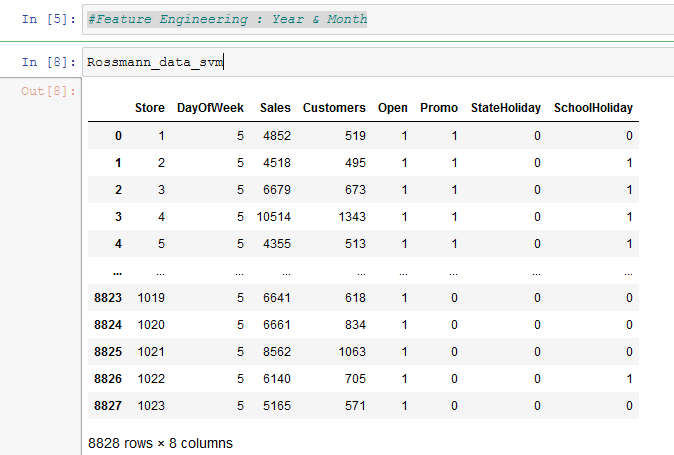 In [5]: #Feature Engineering : Year & Month
In [8]: Rossmann_data_svm
Out[8]:
Store DayOfWeek Sales Customers Open Promo StateHoliday SchoolHoliday
0 1 5 4852 519 1 1 0 0
1 2 5 4518 495 1 1 0 1
2 3 5 6679 673 1 1 0 1
3 4 5 10514 1343 1 1 0 1
4 5 5 4355 513 1 1 0 1
... ... ... ... ... ... ... ... ...
8823 1019 5 6641 618 1 0 0 0
8824 1020 5 6661 834 1 0 0 0
8825 1021 5 8562 1063 1 0 0 0
8826 1022 5 6140 705 1 0 0 1
8827 1023 5 5165 571 1 0 0 0
8828 rows × 8 columns